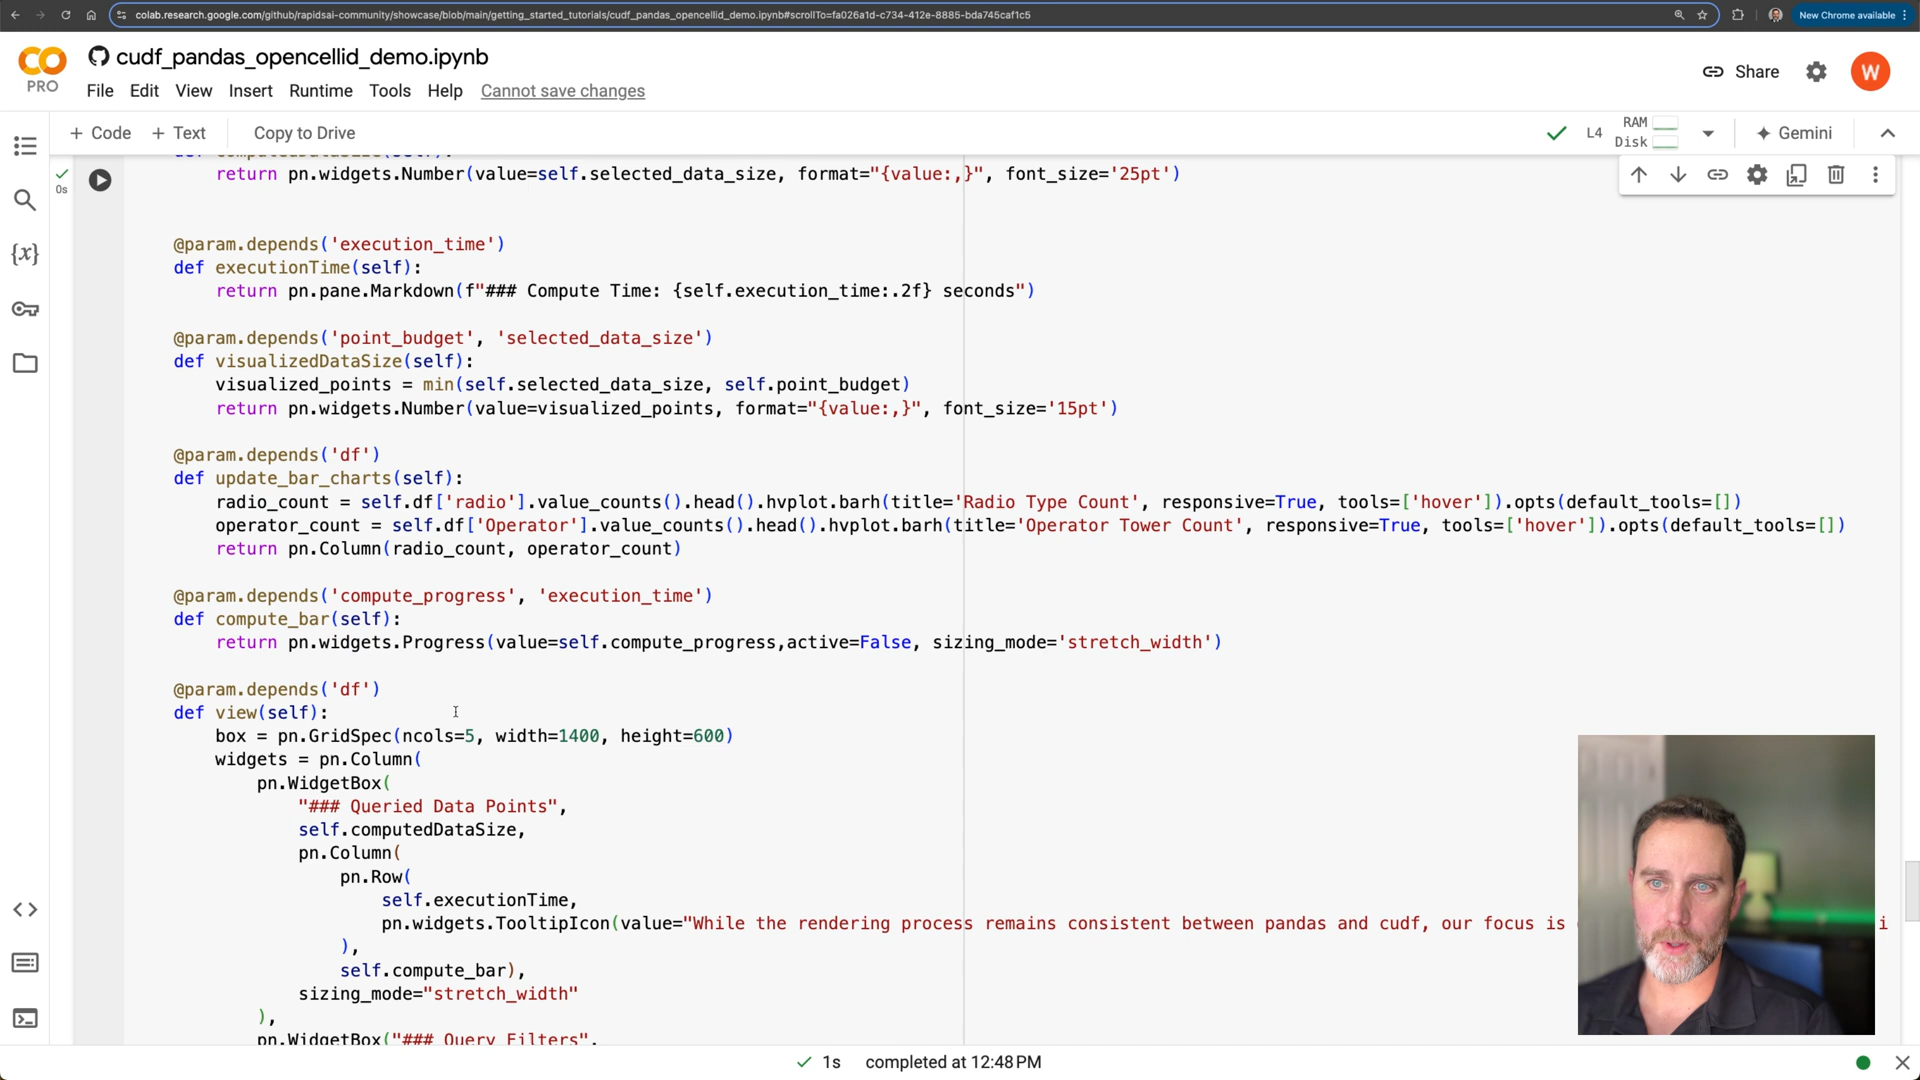 colab.research.google.com/github/rapidsai-community/showcase/blob/main/getting_started_tutorials/cudf_pandas_opencellid_demo.ipynb#scrollTo=fa026a1d-c734-412e-8885-bda745caf1c5
New Chrome available
CO
PRO
cudf_pandas_opencellid_demo.ipynb
File Edit View Insert Runtime Tools Help Cannot save changes
Share
W
+ Code + Text Copy to Drive
L4
RAM
Disk
Gemini
0s
def computedDataSize(self):
return pn.widgets.Number(value=self.selected_data_size, format="{value:,}", font_size='25pt')
@param.depends('execution_time')
def executionTime(self):
return pn.pane.Markdown(f"### Compute Time: {self.execution_time:.2f} seconds")
@param.depends('point_budget', 'selected_data_size')
def visualizedDataSize(self):
visualized_points = min(self.selected_data_size, self.point_budget)
return pn.widgets.Number(value=visualized_points, format="{value:,}", font_size='15pt')
@param.depends('df')
def update_bar_charts(self):
radio_count = self.df['radio'].value_counts().head().hvplot.barh(title='Radio Type Count', responsive=True, tools=['hover']).opts(default_tools=[])
operator_count = self.df['Operator'].value_counts().head().hvplot.barh(title='Operator Tower Count', responsive=True, tools=['hover']).opts(default_tools=[])
return pn.Column(radio_count, operator_count)
@param.depends('compute_progress', 'execution_time')
def compute_bar(self):
return pn.widgets.Progress(value=self.compute_progress,active=False, sizing_mode='stretch_width')
@param.depends('df')
def view(self):
box = pn.GridSpec(ncols=5, width=1400, height=600)
widgets = pn.Column(
pn.WidgetBox(
"### Queried Data Points",
self.computedDataSize,
pn.Column(
pn.Row(
self.executionTime,
pn.widgets.TooltipIcon(value="While the rendering process remains consistent between pandas and cudf, our focus is
),
self.compute_bar),
sizing_mode="stretch_width"
),
pn.WidgetBox("### Query Filters",
{x}
1s completed at 12:48 PM